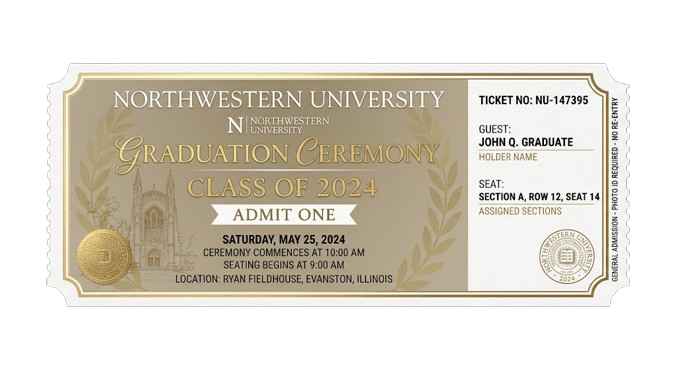 NORTHWESTERN UNIVERSITY
N NORTHWESTERN
UNIVERSITY
GRADUATION CEREMONY
CLASS OF 2024
ADMIT ONE
SATURDAY, MAY 25, 2024
CEREMONY COMMENCES AT 10:00 AM
SEATING BEGINS AT 9:00 AM
LOCATION: RYAN FIELDHOUSE, EVANSTON, ILLINOIS
TICKET NO: NU-147395
GUEST:
JOHN Q. GRADUATE
HOLDER NAME
SEAT:
SECTION A, ROW 12, SEAT 14
ASSIGNED SECTIONS
NORTHWESTERN UNIVERSITY
2024
GENERAL ADMISSION - PHOTO ID REQUIRED - NO RE-ENTRY